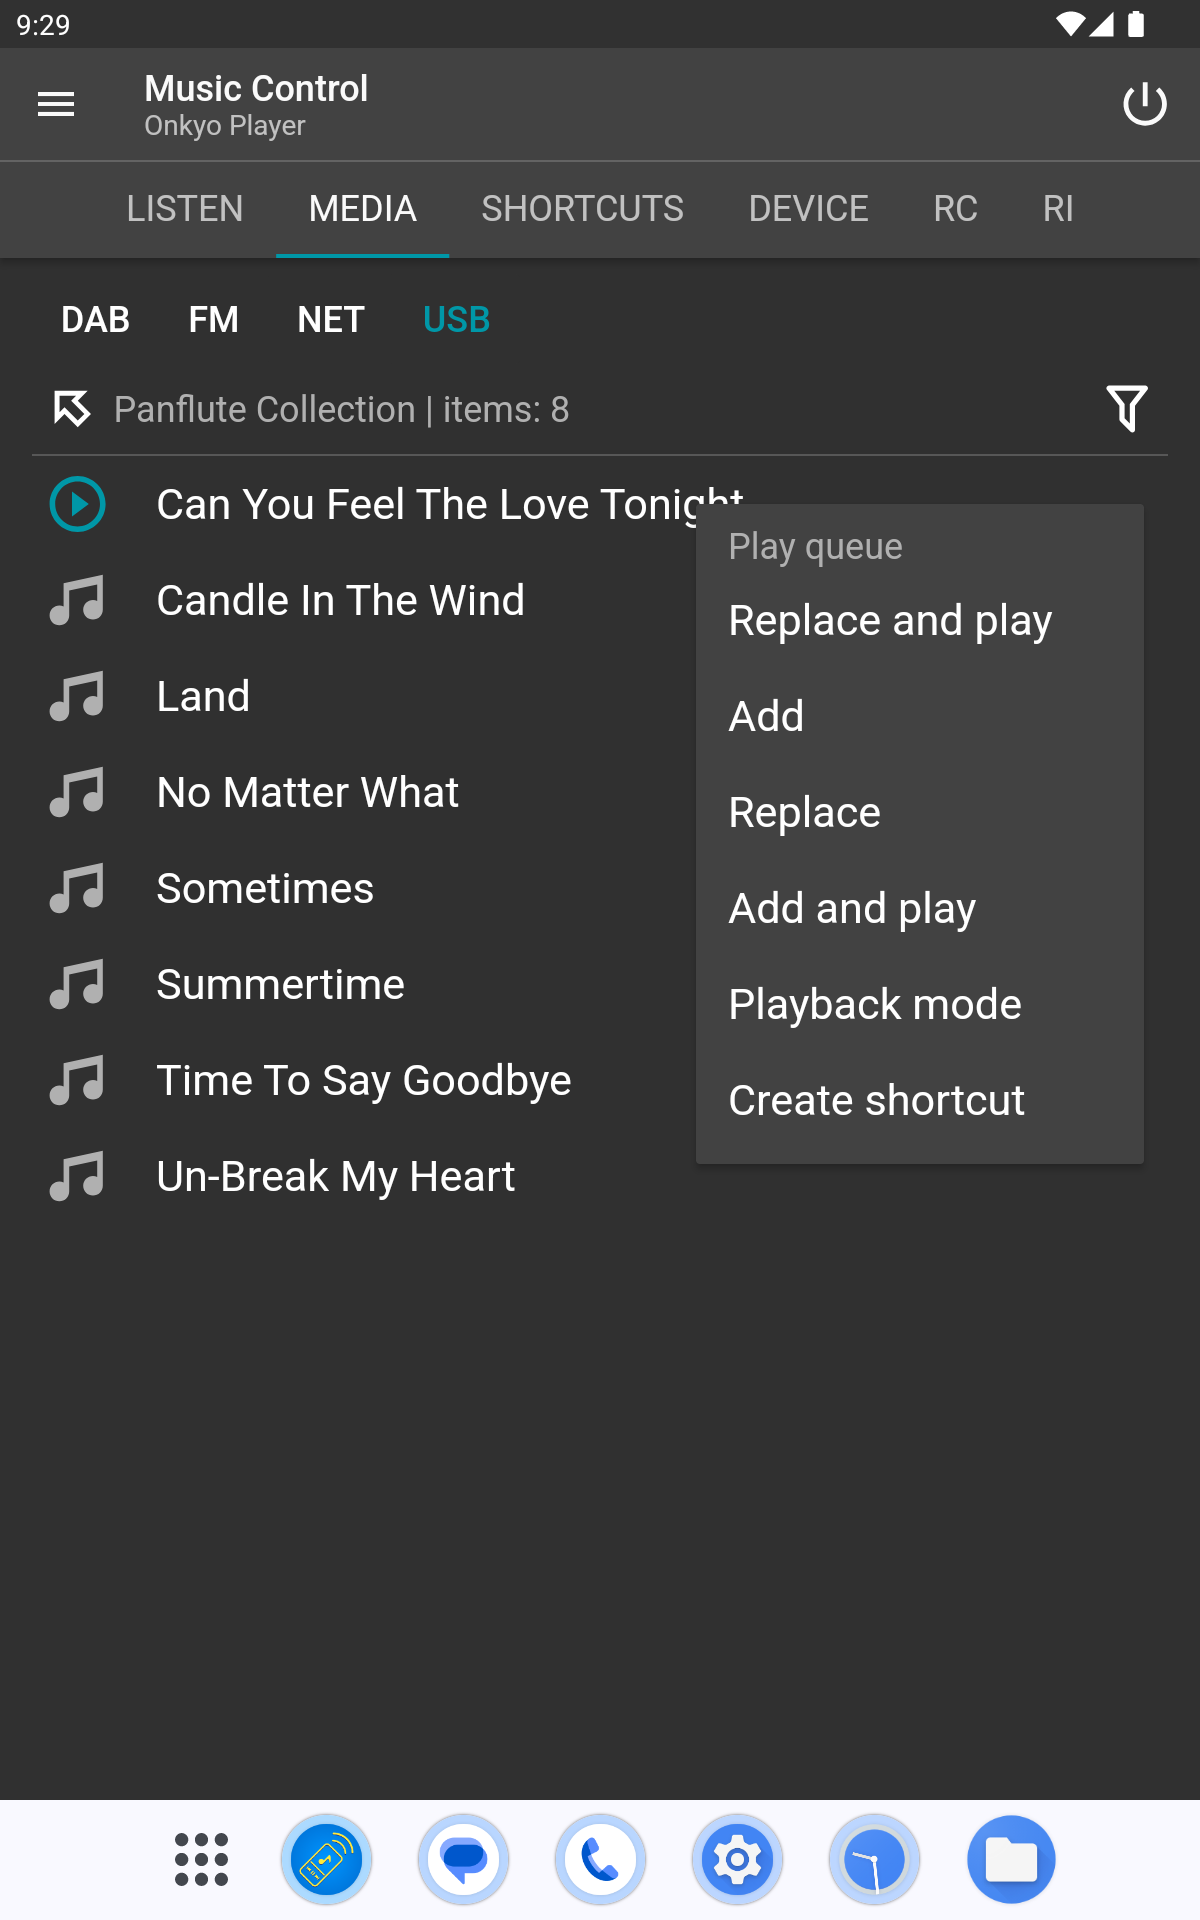 9:29
Music Control
Onkyo Player
LISTEN MEDIA SHORTCUTS DEVICE RC RI
DAB FM NET USB
Panflute Collection | items: 8
Can You Feel The Love Tonight
Candle In The Wind
Land
No Matter What
Sometimes
Summertime
Time To Say Goodbye
Un-Break My Heart
Play queue
Replace and play
Add
Replace
Add and play
Playback mode
Create shortcut